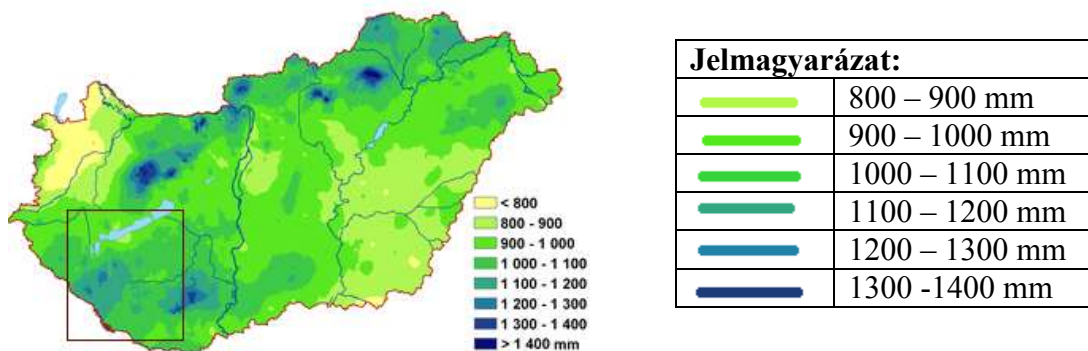 < 800
800 - 900
900 - 1 000
1 000 - 1 100
1 100 - 1 200
1 200 - 1 300
1 300 - 1 400
> 1 400 mm
Jelmagyarázat:
800 – 900 mm
900 – 1000 mm
1000 – 1100 mm
1100 – 1200 mm
1200 – 1300 mm
1300 -1400 mm